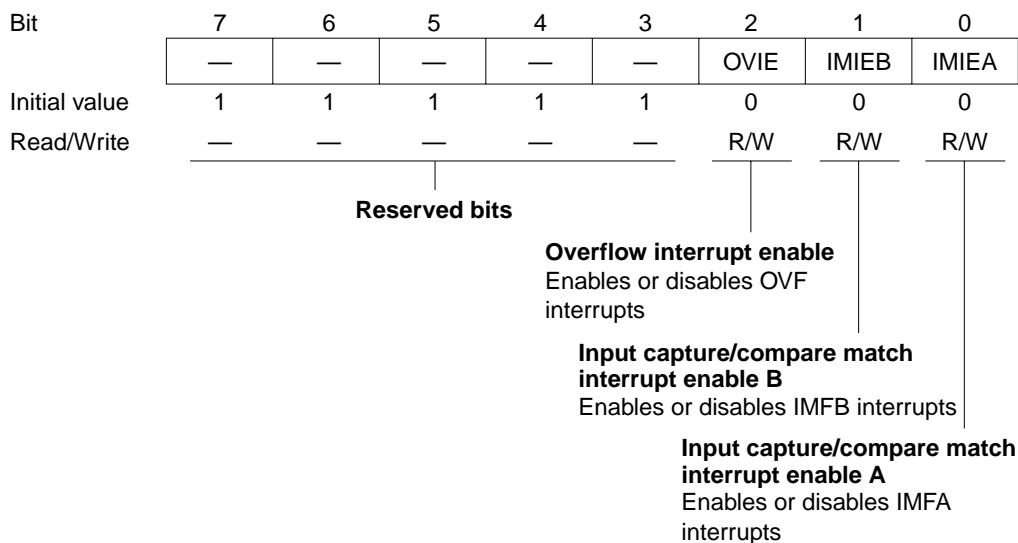 Bit 7 6 5 4 3 2 1 0
— — — — — OVIE IMIEB IMIEA
Initial value 1 1 1 1 1 0 0 0
Read/Write — — — — — R/W R/W R/W
Reserved bits
Overflow interrupt enable
Enables or disables OVF
interrupts
Input capture/compare match
interrupt enable B
Enables or disables IMFB interrupts
Input capture/compare match
interrupt enable A
Enables or disables IMFA
interrupts